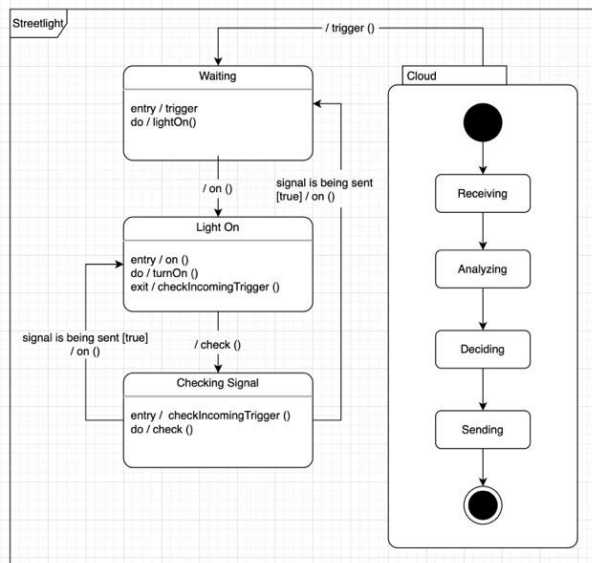 Streetlight
/ trigger ()
Waiting
entry / trigger
do / lightOn()
/ on ()
signal is being sent
[true] / on ()
Light On
entry / on ()
do / turnOn ()
exit / checkIncomingTrigger ()
signal is being sent [true]
/ on ()
/ check ()
Checking Signal
entry / checkIncomingTrigger ()
do / check ()
Cloud
Receiving
Analyzing
Deciding
Sending